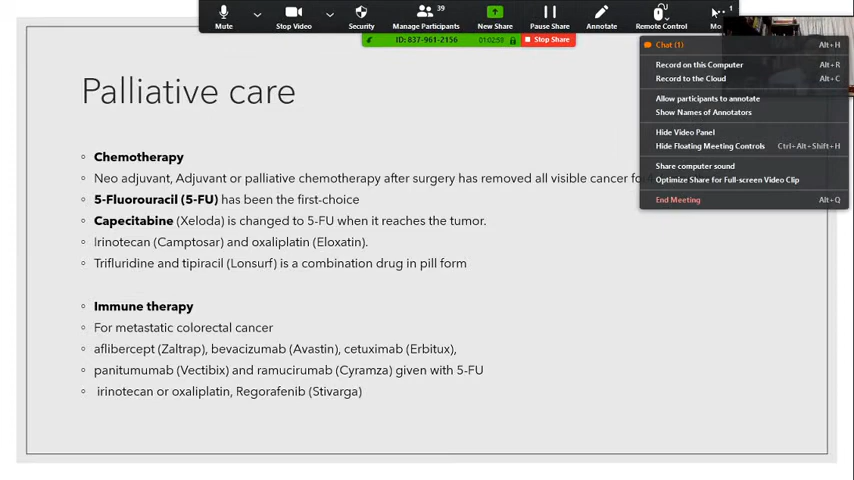 Mute
Stop Video
Security
39
Manage Participants
New Share
Pause Share
Annotate
Remote Control
1
ID: 837-961-2156
01:02:58
Stop Share
Chat (1) Alt+H
Record on this Computer Alt+R
Record to the Cloud Alt+C
Allow participants to annotate
Show Names of Annotators
Hide Video Panel
Hide Floating Meeting Controls Ctrl+Alt+Shift+H
Share computer sound
Optimize Share for Full-screen Video Clip
End Meeting Alt+Q
Palliative care
Chemotherapy
Neo adjuvant, Adjuvant or palliative chemotherapy after surgery has removed all visible cancer
5-Fluorouracil (5-FU) has been the first-choice
Capecitabine (Xeloda) is changed to 5-FU when it reaches the tumor.
Irinotecan (Camptosar) and oxaliplatin (Eloxatin).
Trifluridine and tipiracil (Lonsurf) is a combination drug in pill form
Immune therapy
For metastatic colorectal cancer
aflibercept (Zaltrap), bevacizumab (Avastin), cetuximab (Erbitux),
panitumumab (Vectibix) and ramucirumab (Cyramza) given with 5-FU
irinotecan or oxaliplatin, Regorafenib (Stivarga)